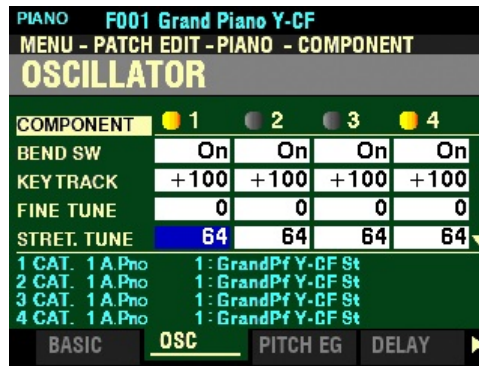 PIANO F001 Grand Piano Y-CF
MENU - PATCH EDIT - PIANO - COMPONENT
OSCILLATOR
COMPONENT 1 2 3 4
BEND SW On On On On
KEYTRACK +100 +100 +100 +100
FINE TUNE 0 0 0 0
STRET. TUNE 64 64 64 64
1 CAT. 1 A.Pno 1: GrandPf Y-CF St
2 CAT. 1 A.Pno 1: GrandPf Y-CF St
3 CAT. 1 A.Pno 1: GrandPf Y-CF St
4 CAT. 1 A.Pno 1: GrandPf Y-CF St
BASIC OSC PITCH EG DELAY